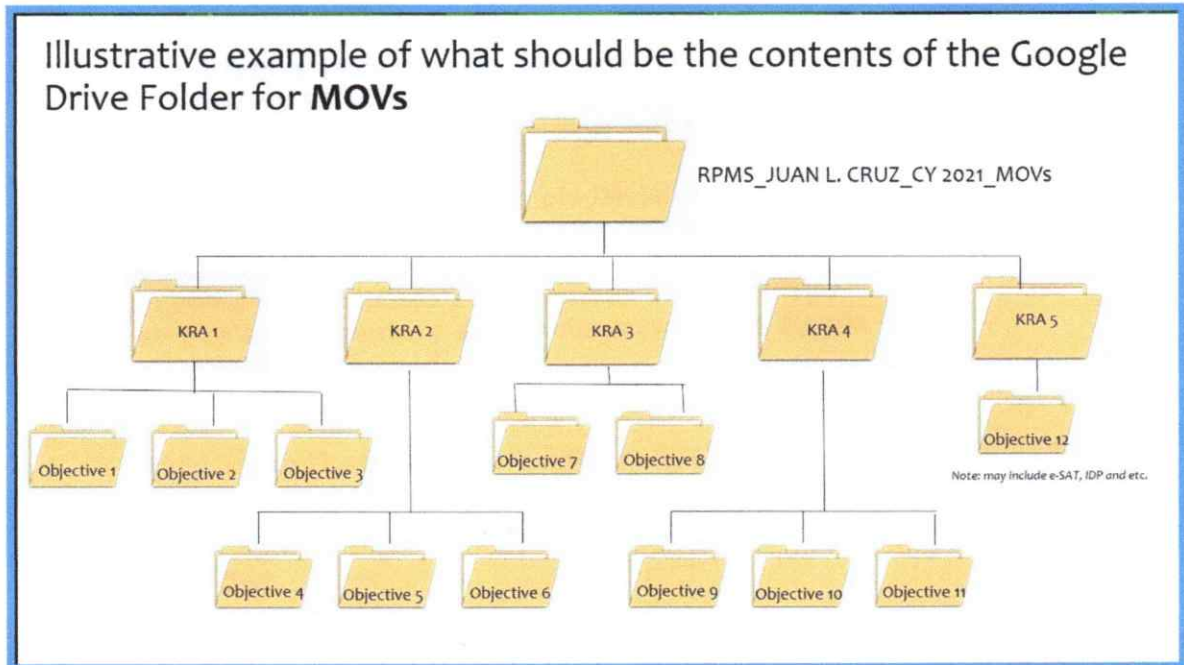 Illustrative example of what should be the contents of the Google
Drive Folder for MOVs
RPMS_JUAN L. CRUZ_CY 2021_MOVs
KRA 1
KRA 2
KRA 3
KRA 4
KRA 5
Objective 1
Objective 2
Objective 3
Objective 7
Objective 8
Objective 12
Note: may include e-SAT, IDP and etc.
Objective 4
Objective 5
Objective 6
Objective 9
Objective 10
Objective 11